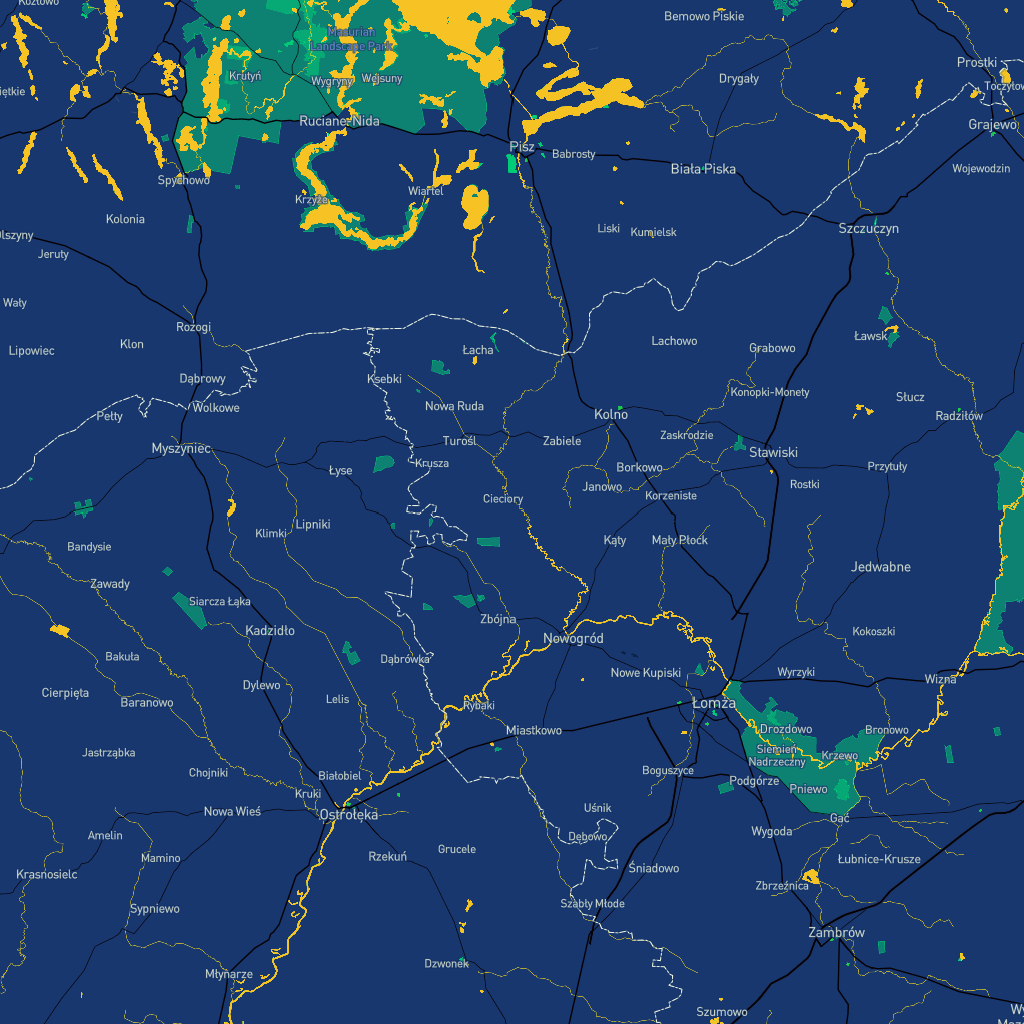 Kozłowo
Bemowo Piskie
Masurian
Landscape Park
Prostki
Krutyń
Wygryny
Wejsuny
Drygały
Toczyłowo
Ruciane-Nida
Grajewo
Pisz
Babrosty
Biała Piska
Wojewodzin
Spychowo
Wiartel
Krzyże
Kolonia
Liski
Kumielsk
Szczuczyn
Jeruty
Wały
Rozogi
Ławsk
Klon
Lachowo
Lipowiec
Łacha
Grabowo
Dąbrowy
Ksebki
Konopki-Monety
Słucz
Wolkowe
Nowa Ruda
Pełty
Kolno
Radziłów
Turośl
Zabiele
Zaskrodzie
Myszyniec
Stawiski
Łyse
Krusza
Borkowo
Przytuły
Janowo
Rostki
Cieciory
Korzeniste
Lipniki
Klimki
Bandysie
Kąty
Mały Płock
Jedwabne
Zawady
Siarcza Łąka
Zbójna
Kadzidło
Nowogród
Kokoszki
Bakuła
Dąbrówka
Nowe Kupiski
Wyrzyki
Wizna
Dylewo
Cierpięta
Lelis
Baranowo
Rybaki
Łomża
Miastkowo
Drozdowo
Bronowo
Jastrząbka
Siemień
Nadrzeczny
Krzewo
Chojniki
Białobiel
Boguszyce
Podgórze
Pniewo
Kruki
Nowa Wieś
Ostrołęka
Uśnik
Gać
Amelin
Dębowo
Wygoda
Mamino
Rzekuń
Grucele
Łubnice-Krusze
Krasnosielc
Śniadowo
Zbrzeźnica
Sypniewo
Szabły Młode
Zambrów
Młynarze
Dzwonek
Szumowo